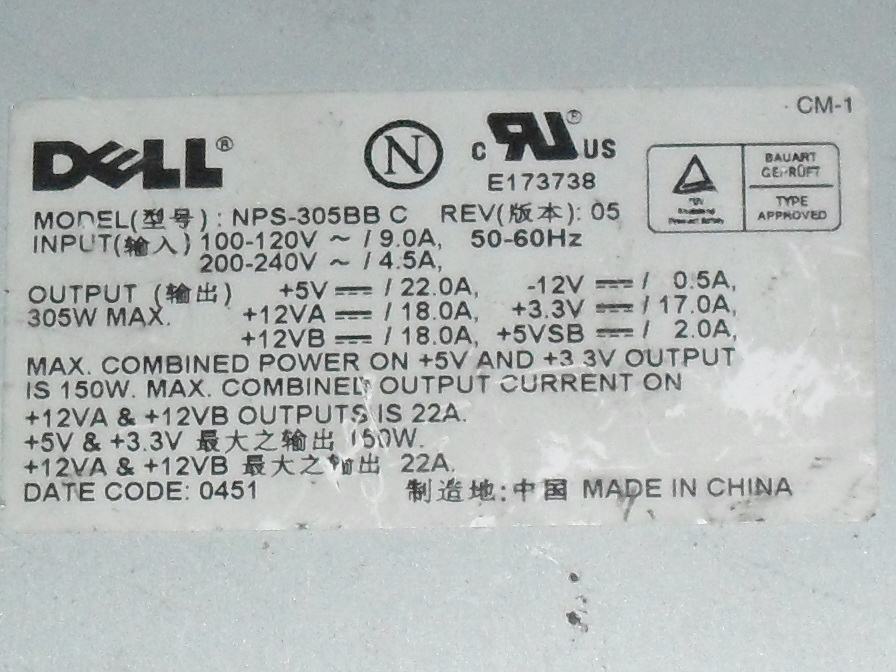 CM-1
DELL®
N
c RU® US
E173738
BAUART
GEPRÜFT
TYPE
APPROVED
MODEL(型号): NPS-305BB C REV(版本): 05
INPUT(输入) 100-120V ~ / 9.0A, 50-60Hz
200-240V ~ / 4.5A,
OUTPUT (输出) +5V ⎓ / 22.0A, -12V ⎓ / 0.5A,
305W MAX. +12VA ⎓ / 18.0A, +3.3V ⎓ / 17.0A,
+12VB ⎓ / 18.0A, +5VSB ⎓ / 2.0A,
MAX. COMBINED POWER ON +5V AND +3.3V OUTPUT
IS 150W. MAX. COMBINED OUTPUT CURRENT ON
+12VA & +12VB OUTPUTS IS 22A.
+5V & +3.3V 最大之输出 150W.
+12VA & +12VB 最大之输出 22A.
DATE CODE: 0451 制造地:中国 MADE IN CHINA